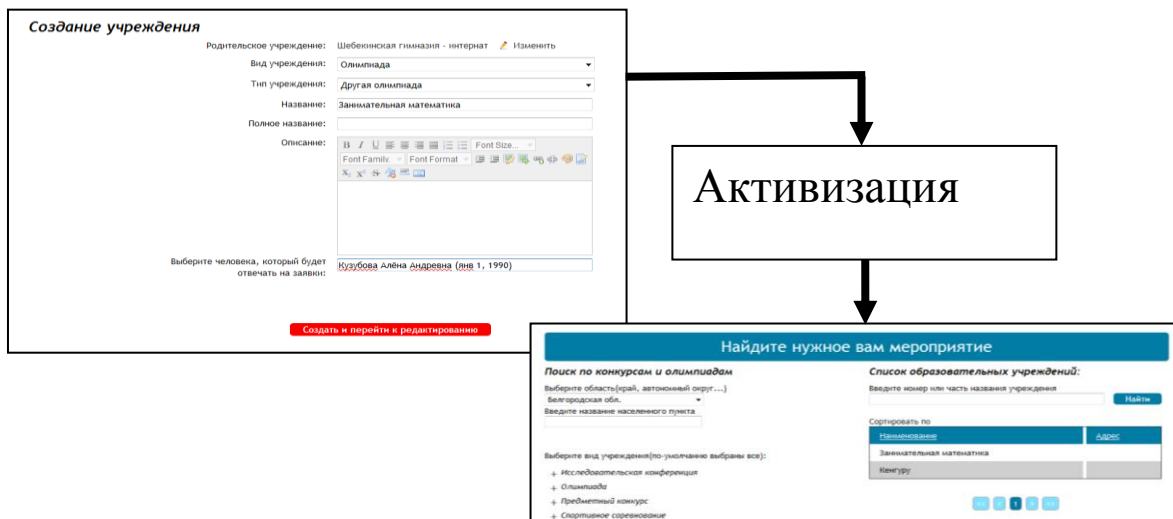 Создание учреждения
Родительское учреждение: Шебекинская гимназия - интернат Изменить
Вид учреждения: Олимпиада
Тип учреждения: Другая олимпиада
Название: Занимательная математика
Полное название:
Описание:
B I U Font Size...
Font Family. Font Format
Выберите человека, который будет
отвечать на заявки: Кузубова Алёна Андревна (янв 1, 1990)
Создать и перейти к редактированию
Активизация
Найдите нужное вам мероприятие
Поиск по конкурсам и олимпиадам
Выберите область(край, автономный округ...)
Белгородская обл.
Введите название населенного пункта
Выберите вид учреждения(по-умолчанию выбраны все):
+ Исследовательская конференция
+ Олимпиада
+ Предметный конкурс
+ Спортивное соревнование
Список образовательных учреждений:
Введите номер или часть названия учреждения
Найти
Сортировать по
Наименование Адрес
Занимательная математика
Кенгуру
<< < 1 > >>